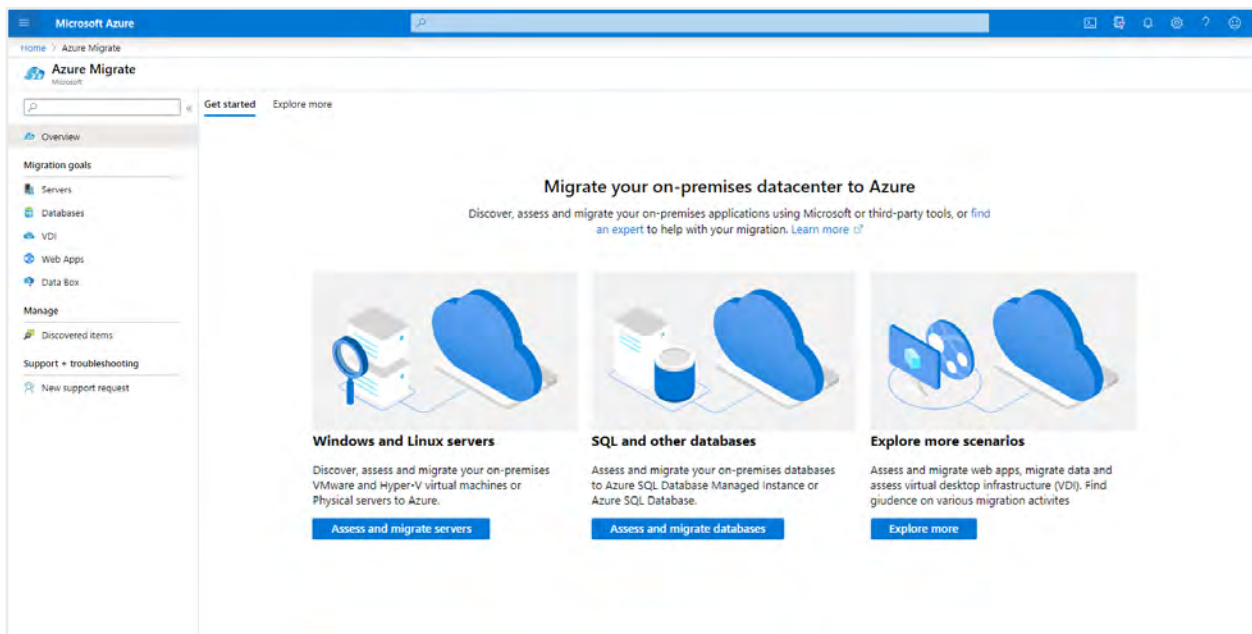 Microsoft Azure
Home > Azure Migrate
Azure Migrate
Microsoft
Get started Explore more
Overview
Migration goals
Servers
Databases
VDI
Web Apps
Data Box
Manage
Discovered items
Support + troubleshooting
New support request
Migrate your on-premises datacenter to Azure
Discover, assess and migrate your on-premises applications using Microsoft or third-party tools, or find
an expert to help with your migration. Learn more
Windows and Linux servers
Discover, assess and migrate your on-premises
VMware and Hyper-V virtual machines or
Physical servers to Azure.
Assess and migrate servers
SQL and other databases
Assess and migrate your on-premises databases
to Azure SQL Database Managed Instance or
Azure SQL Database.
Assess and migrate databases
Explore more scenarios
Assess and migrate web apps, migrate data and
assess virtual desktop infrastructure (VDI). Find
giudence on various migration activites
Explore more